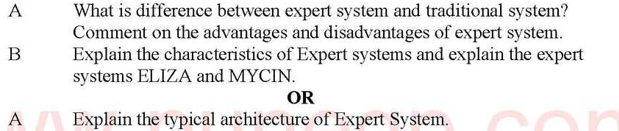 A What is difference between expert system and traditional system?
Comment on the advantages and disadvantages of expert system.
B Explain the characteristics of Expert systems and explain the expert
systems ELIZA and MYCIN.
OR
A Explain the typical architecture of Expert System.